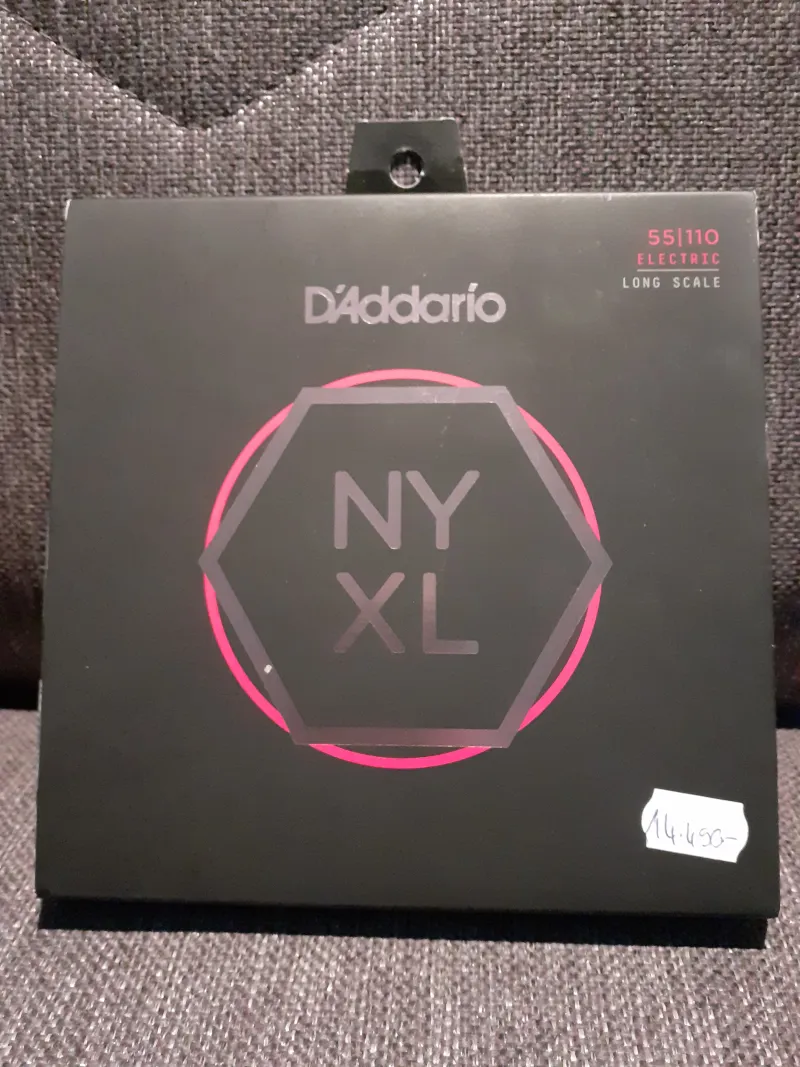 55|110
ELECTRIC
LONG SCALE
D'Addario
NY
XL
14.490-